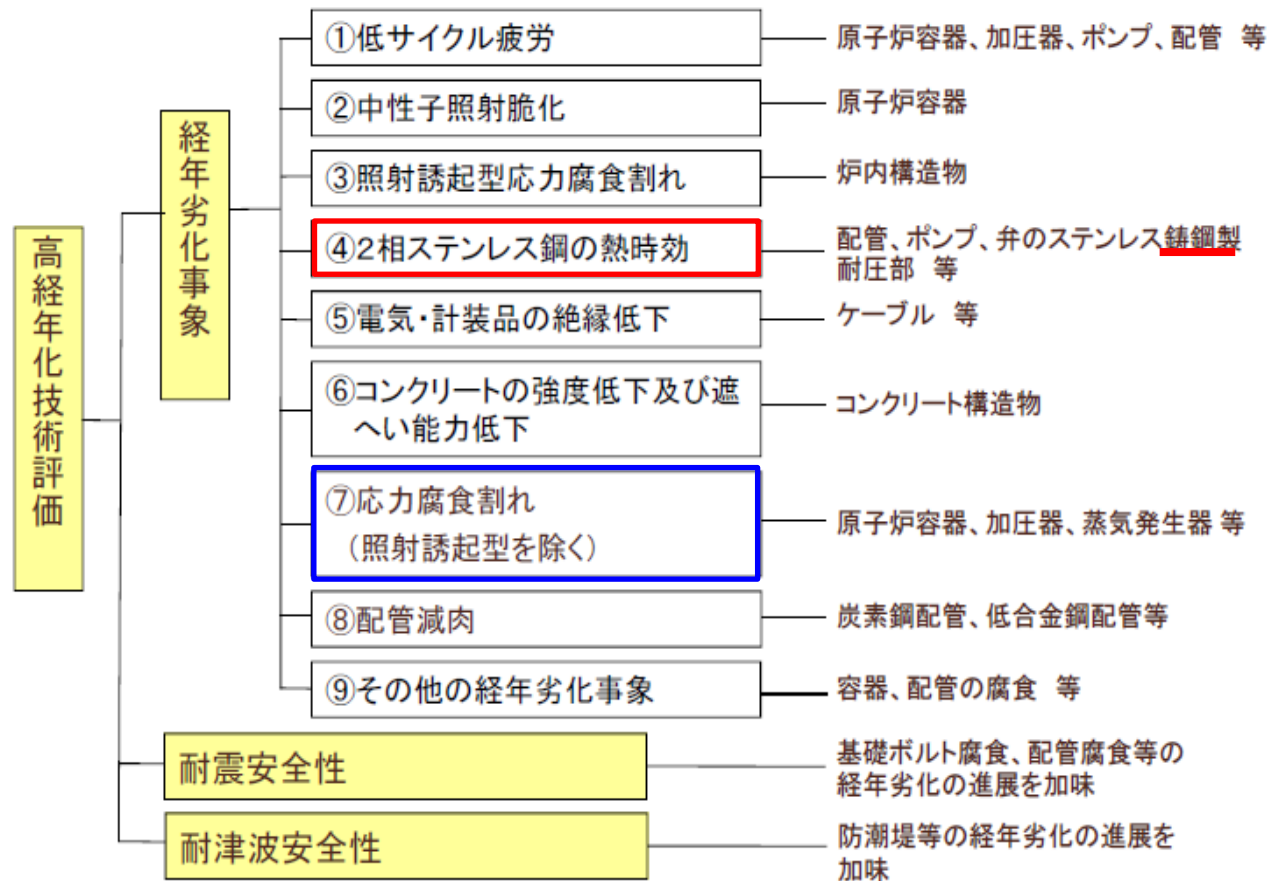 高経年化技術評価
経年劣化事象
①低サイクル疲労
原子炉容器、加圧器、ポンプ、配管 等
②中性子照射脆化
原子炉容器
③照射誘起型応力腐食割れ
炉内構造物
④2相ステンレス鋼の熱時効
配管、ポンプ、弁のステンレス鋳鋼製
耐圧部 等
⑤電気・計装品の絶縁低下
ケーブル 等
⑥コンクリートの強度低下及び遮
へい能力低下
コンクリート構造物
⑦応力腐食割れ
（照射誘起型を除く）
原子炉容器、加圧器、蒸気発生器 等
⑧配管減肉
炭素鋼配管、低合金鋼配管等
⑨その他の経年劣化事象
容器、配管の腐食 等
耐震安全性
基礎ボルト腐食、配管腐食等の
経年劣化の進展を加味
耐津波安全性
防潮堤等の経年劣化の進展を
加味